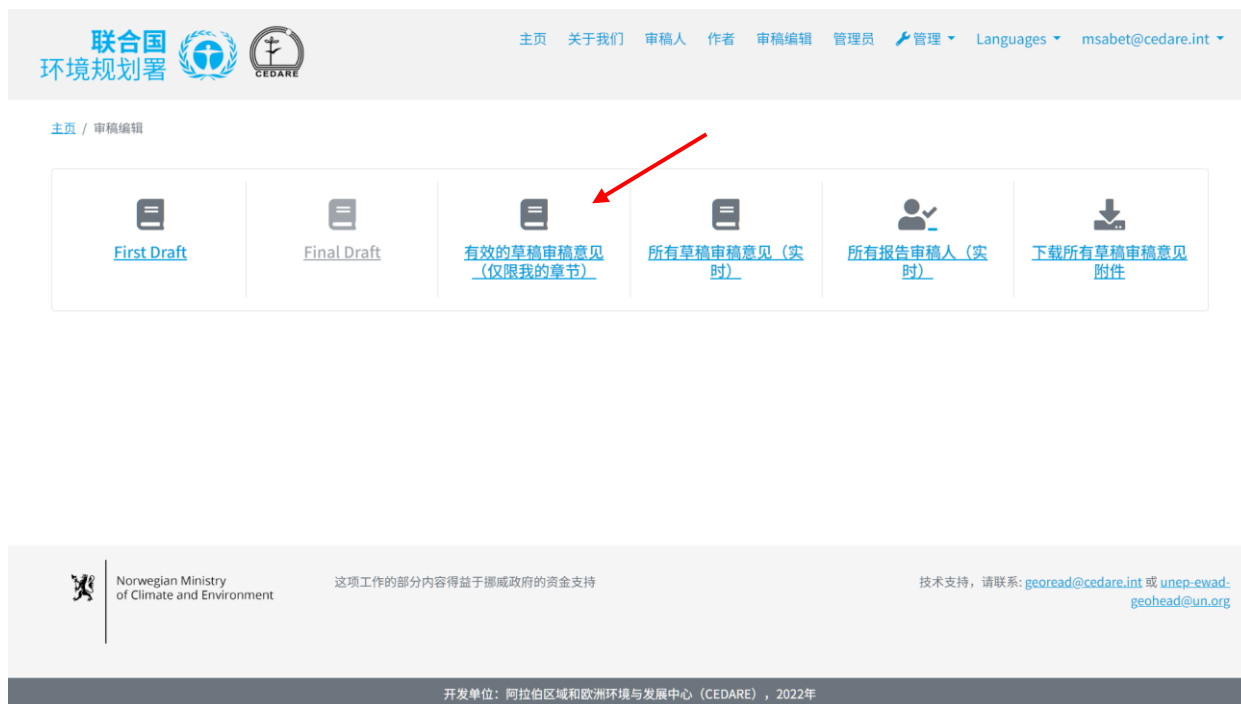 联合国
环境规划署
CEDARE
主页 关于我们 审稿人 作者 审稿编辑 管理员 管理 Languages msabet@cedare.int
主页 / 审稿编辑
First Draft
Final Draft
有效的草稿审稿意见
（仅限我的章节）
所有草稿审稿意见（实
时）
所有报告审稿人（实
时）
下载所有草稿审稿意见
附件
Norwegian Ministry
of Climate and Environment
这项工作的部分内容得益于挪威政府的资金支持
技术支持，请联系: georead@cedare.int 或 unep-ewad-
geohead@un.org
开发单位：阿拉伯区域和欧洲环境与发展中心（CEDARE），2022年